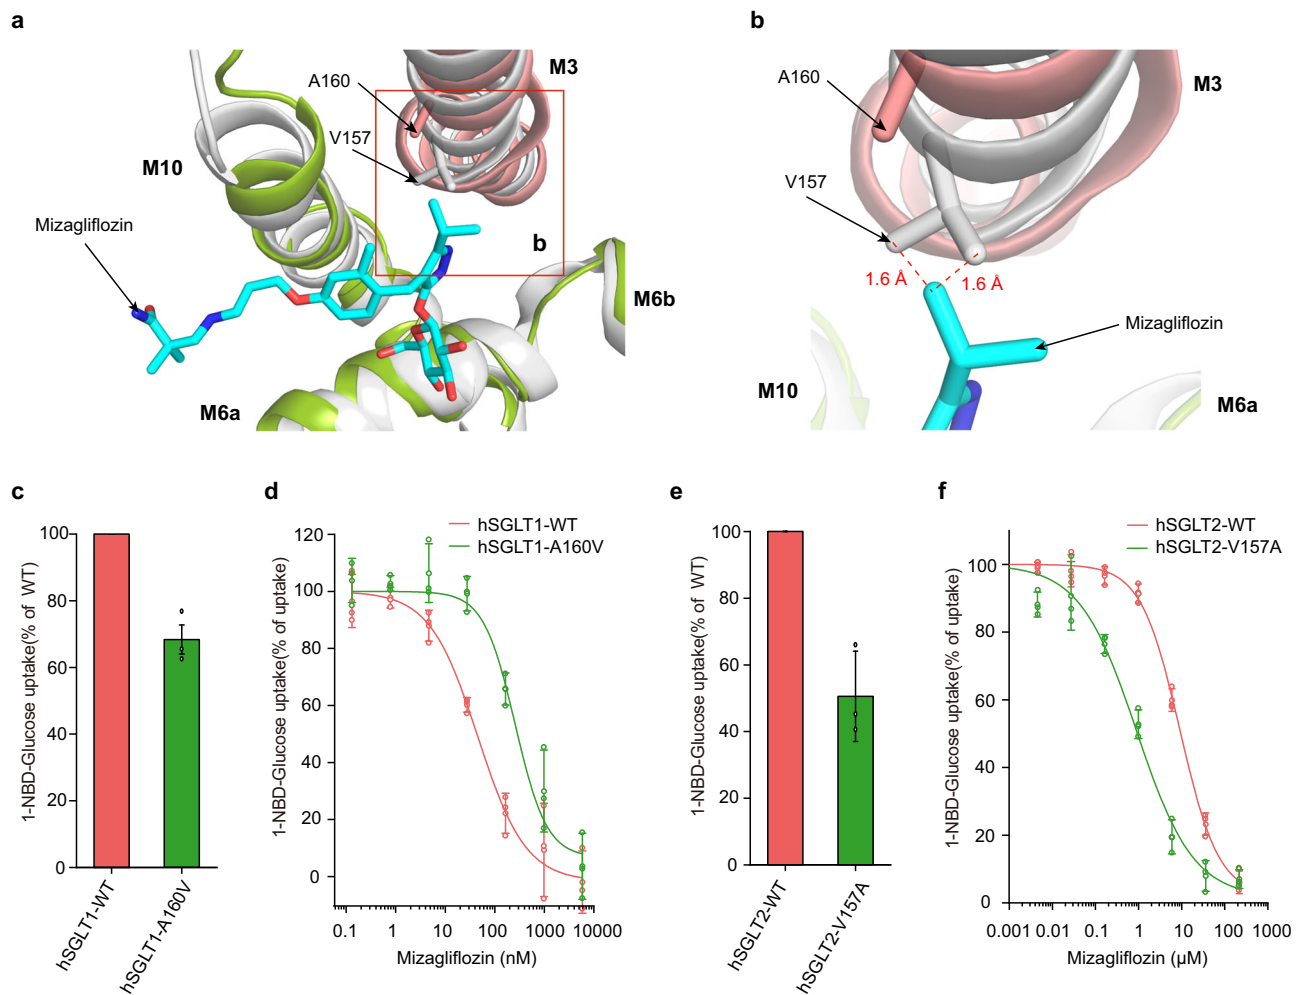 a
A160
M3
V157
M10
Mizagliflozin
b
M6b
M6a
b
A160
M3
V157
1.6 Å
1.6 Å
Mizagliflozin
M10
M6a
c
1-NBD-Glucose uptake(% of WT)
100
80
60
40
20
0
hSGLT1-WT
hSGLT1-A160V
d
hSGLT1-WT
hSGLT1-A160V
1-NBD-Glucose uptake(% of uptake)
120
100
80
60
40
20
0
0.1 1 10 100 1000 10000
Mizagliflozin (nM)
e
1-NBD-Glucose uptake(% of WT)
100
80
60
40
20
0
hSGLT2-WT
hSGLT2-V157A
f
hSGLT2-WT
hSGLT2-V157A
1-NBD-Glucose uptake(% of uptake)
100
80
60
40
20
0
0.001 0.01 0.1 1 10 100 1000
Mizagliflozin (µM)